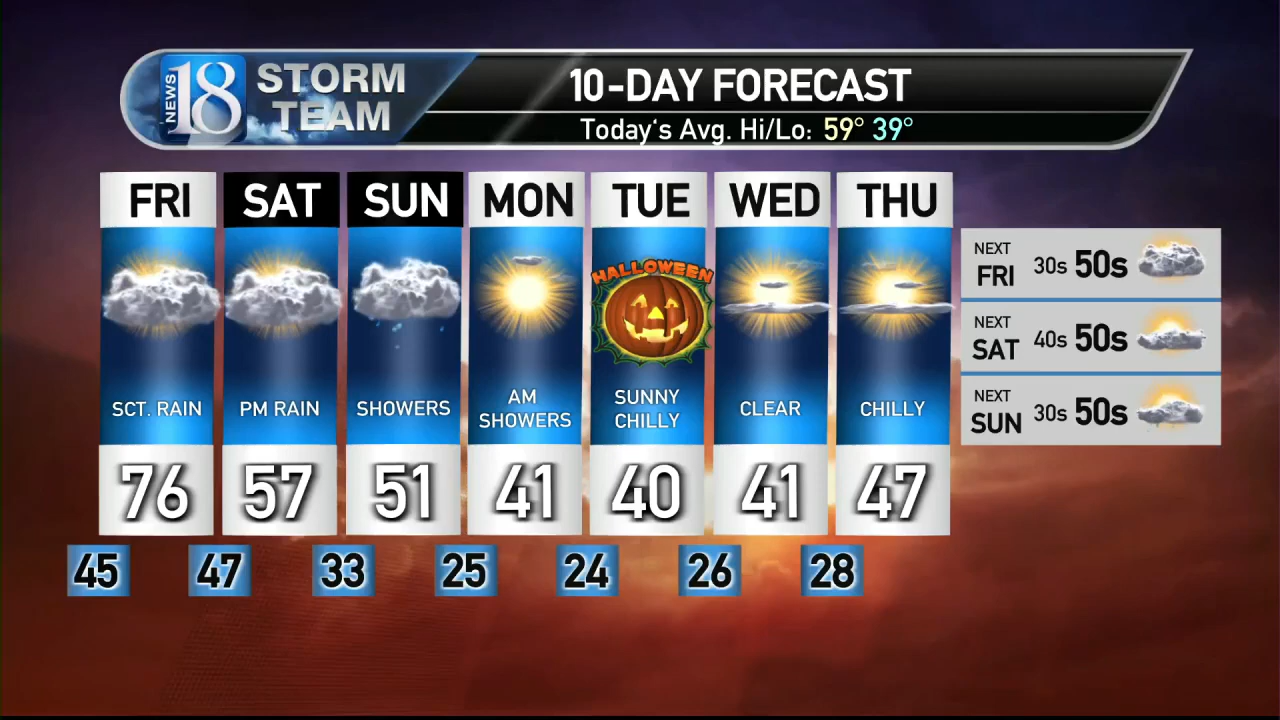 NEWS 18 STORM TEAM
10-DAY FORECAST
Today's Avg. Hi/Lo: 59° 39°
FRI
SCT. RAIN
76
SAT
PM RAIN
57
SUN
SHOWERS
51
MON
AM
SHOWERS
41
TUE
HALLOWEEN
SUNNY
CHILLY
40
WED
CLEAR
41
THU
CHILLY
47
45 47 33 25 24 26 28
NEXT
FRI 30s 50s
NEXT
SAT 40s 50s
NEXT
SUN 30s 50s